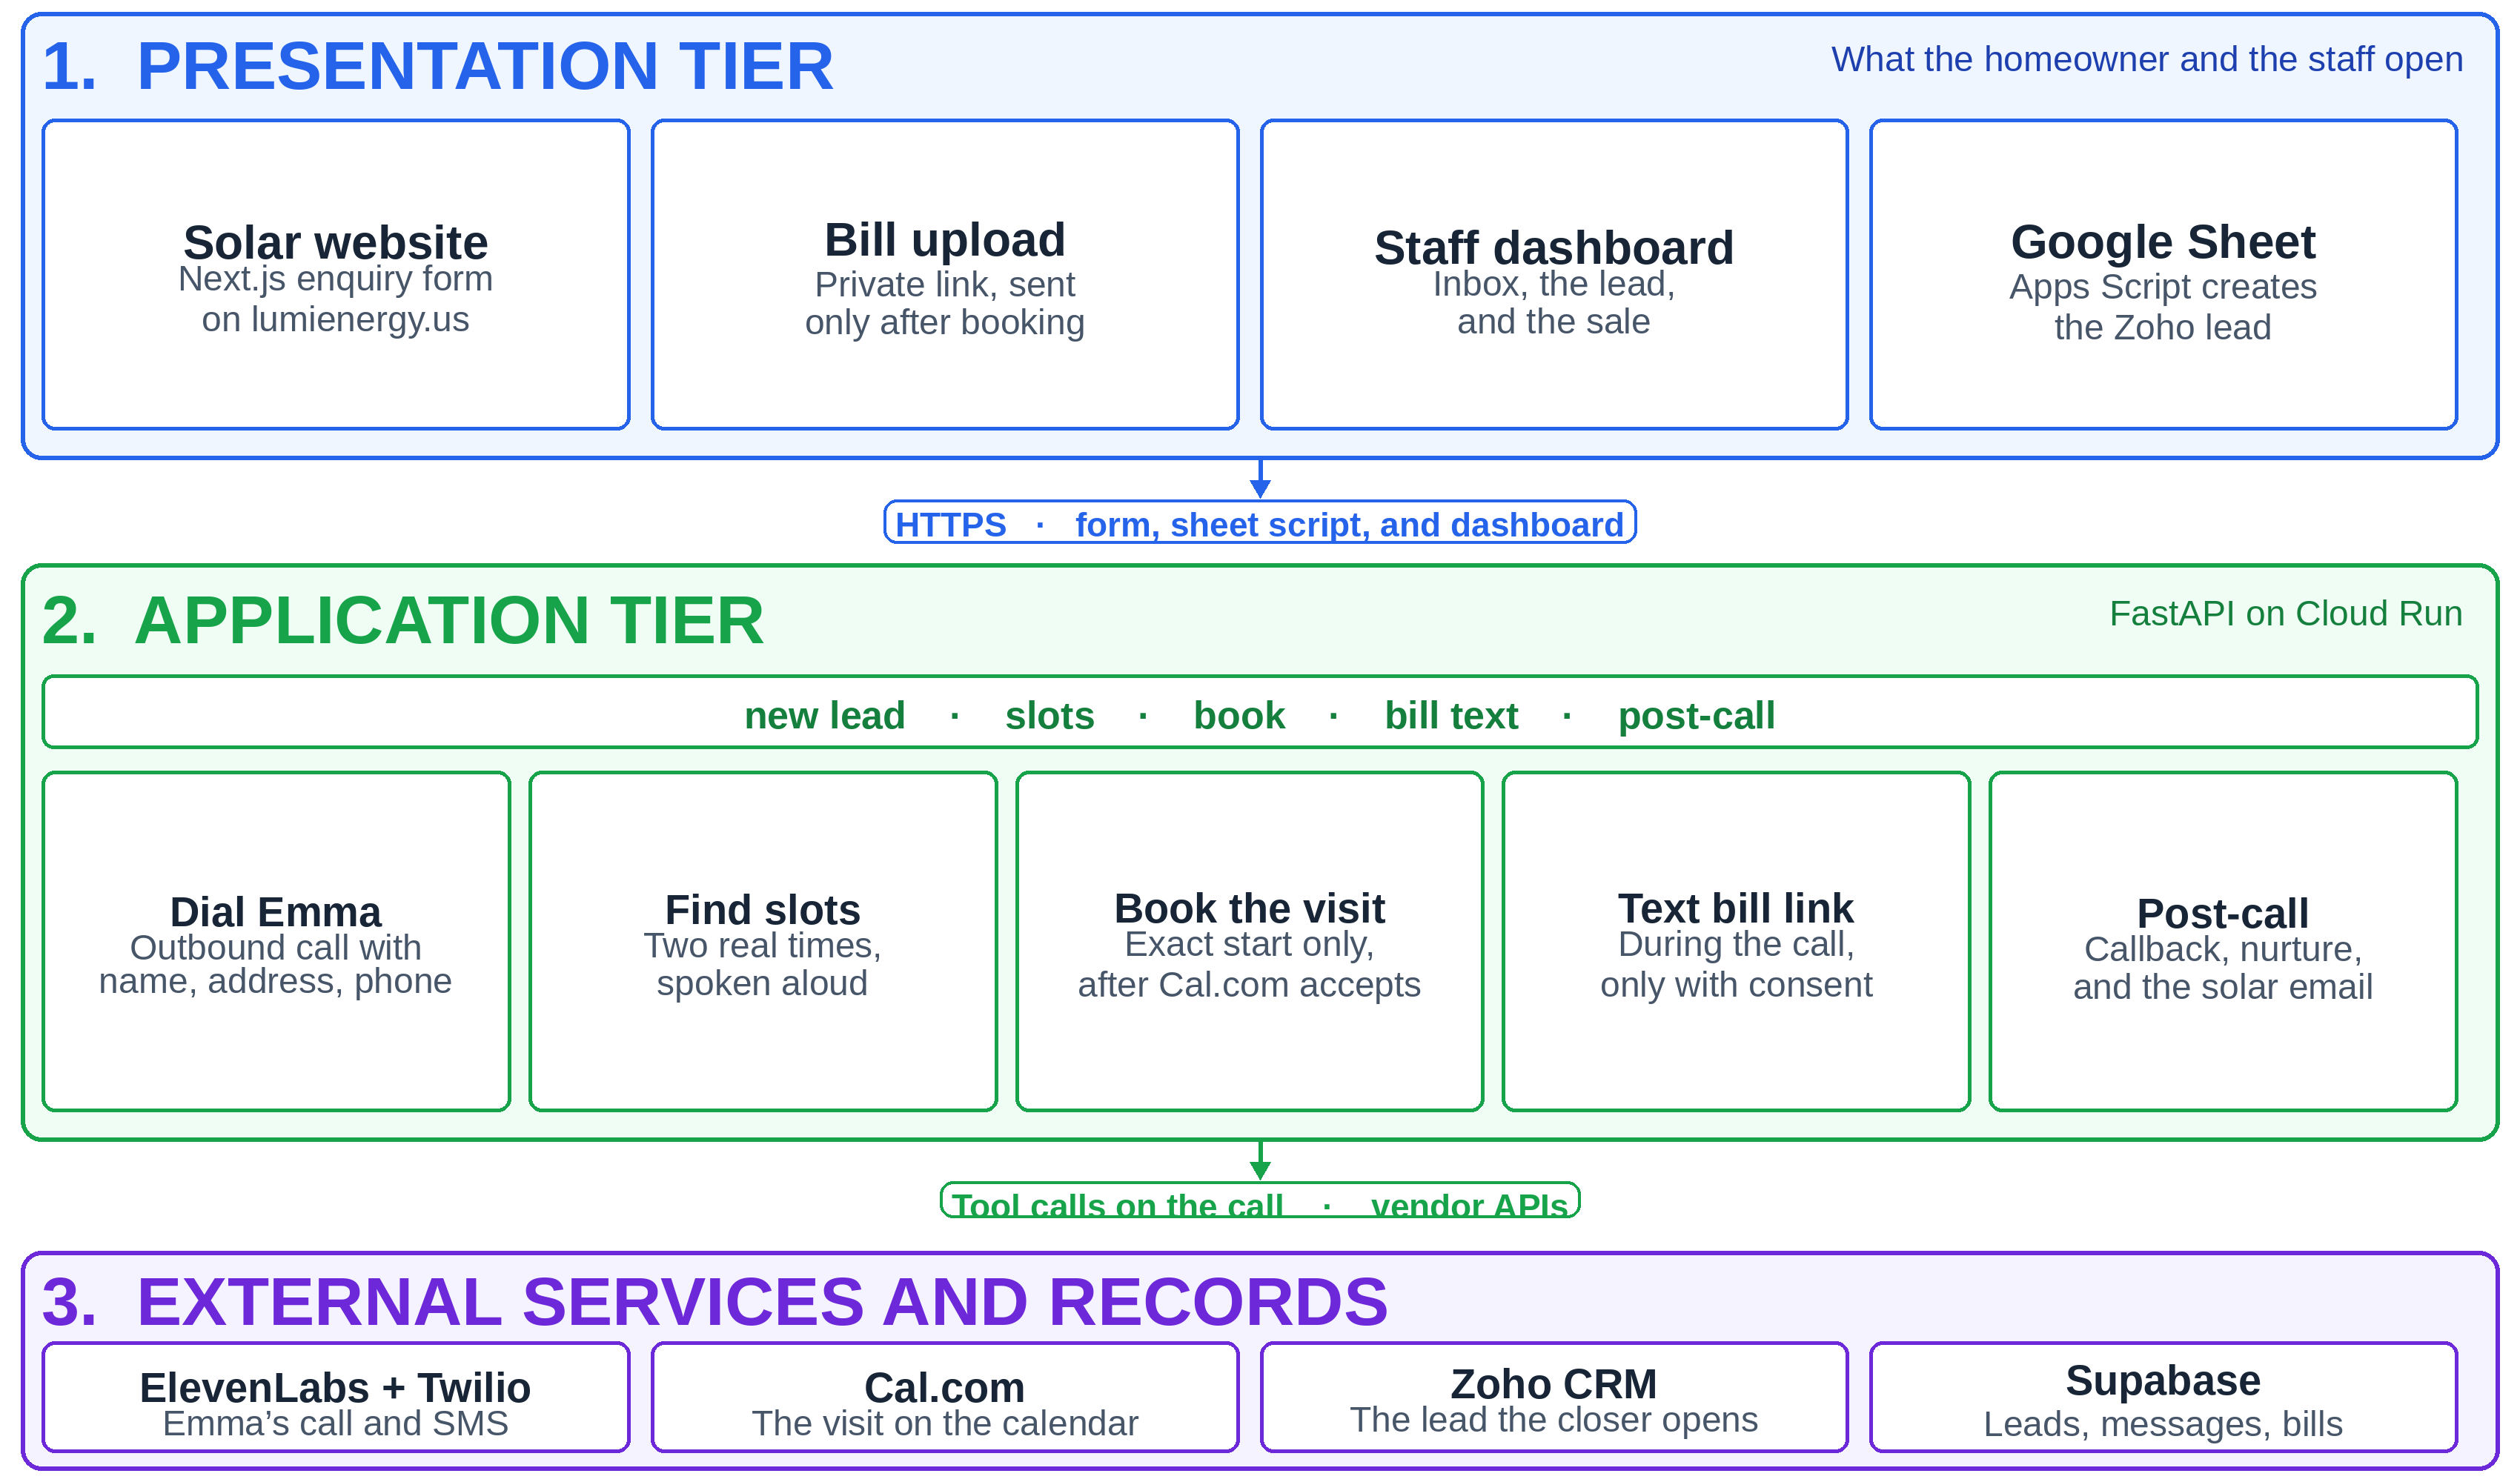 1. PRESENTATION TIER
What the homeowner and the staff open
Solar website
Next.js enquiry form
on lumienergy.us
Bill upload
Private link, sent
only after booking
Staff dashboard
Inbox, the lead,
and the sale
Google Sheet
Apps Script creates
the Zoho lead
HTTPS · form, sheet script, and dashboard
2. APPLICATION TIER
FastAPI on Cloud Run
new lead · slots · book · bill text · post-call
Dial Emma
Outbound call with
name, address, phone
Find slots
Two real times,
spoken aloud
Book the visit
Exact start only,
after Cal.com accepts
Text bill link
During the call,
only with consent
Post-call
Callback, nurture,
and the solar email
Tool calls on the call · vendor APIs
3. EXTERNAL SERVICES AND RECORDS
ElevenLabs + Twilio
Emma’s call and SMS
Cal.com
The visit on the calendar
Zoho CRM
The lead the closer opens
Supabase
Leads, messages, bills